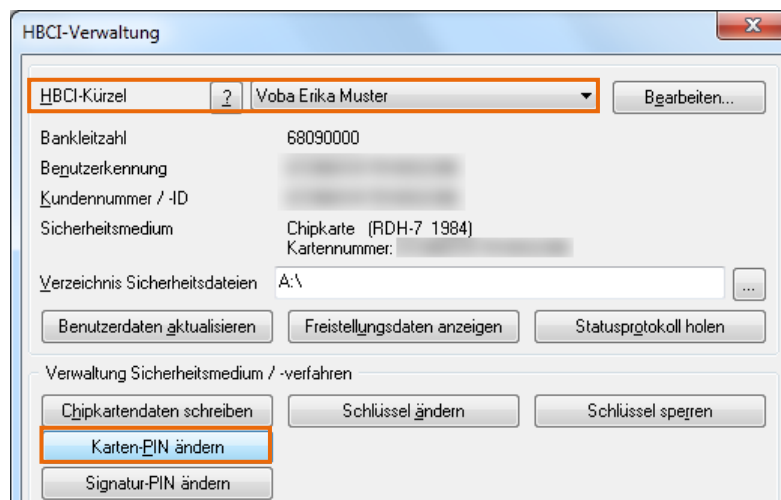 HBCI-Verwaltung
HBCI-Kürzel ? Voba Erika Muster Bearbeiten...
Bankleitzahl 68090000
Benutzerkennung
Kundennummer / -ID
Sicherheitsmedium Chipkarte (RDH-7 1984)
Kartennummer:
Verzeichnis Sicherheitsdateien A:\ ...
Benutzerdaten aktualisieren Freistellungsdaten anzeigen Statusprotokoll holen
Verwaltung Sicherheitsmedium / -verfahren
Chipkartendaten schreiben Schlüssel ändern Schlüssel sperren
Karten-PIN ändern
Signatur-PIN ändern